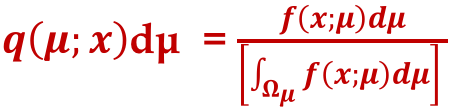 q(μ; x)dμ = f(x;μ)dμ / [∫_{Ω_μ} f(x;μ)dμ]